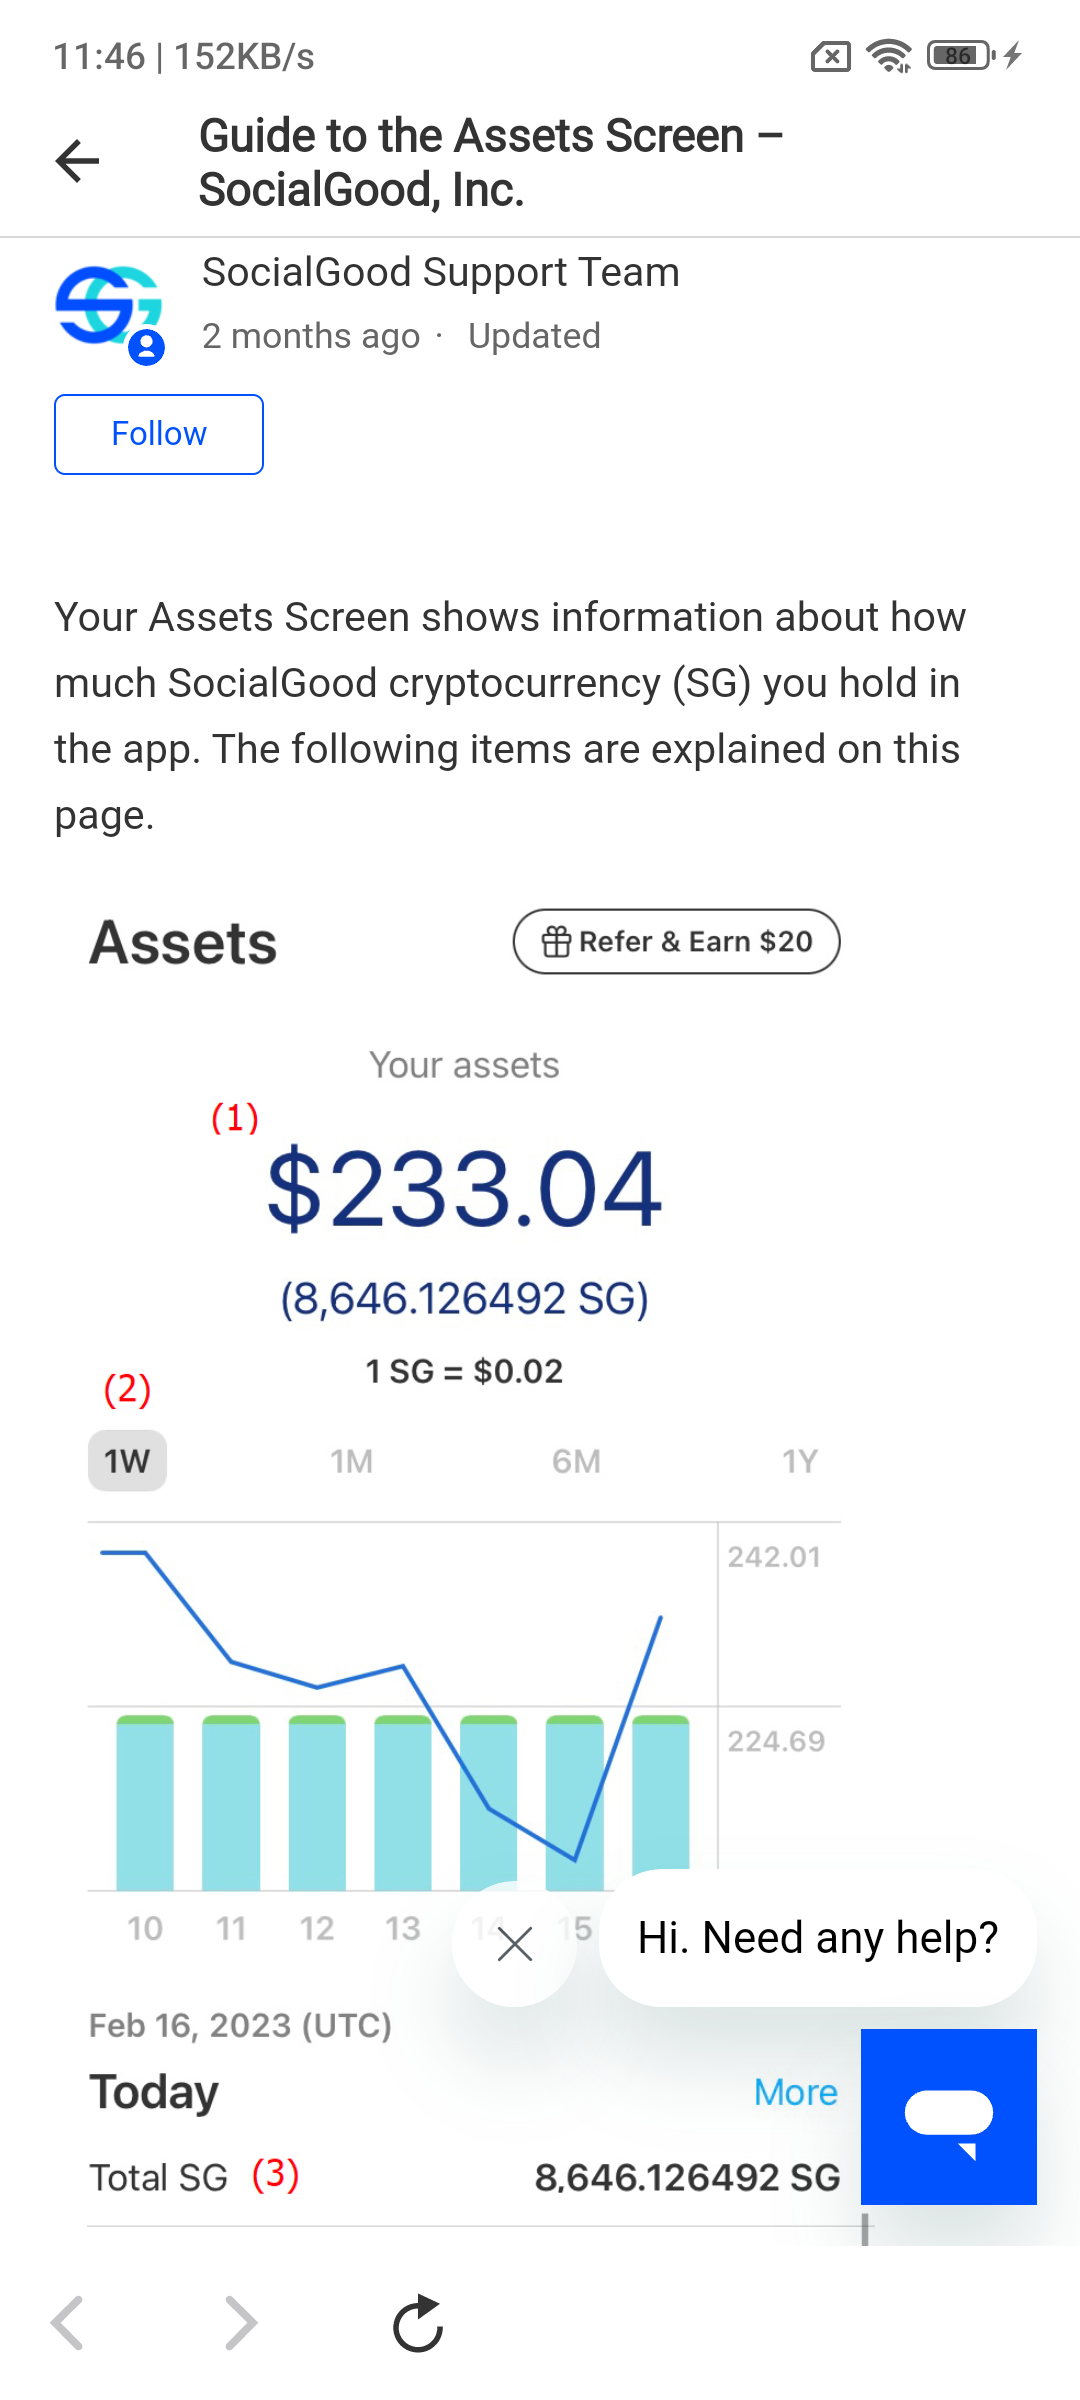 11:46 | 152KB/s
86
Guide to the Assets Screen –
SocialGood, Inc.
SocialGood Support Team
2 months ago · Updated
Follow
Your Assets Screen shows information about how
much SocialGood cryptocurrency (SG) you hold in
the app. The following items are explained on this
page.
Assets
Refer & Earn $20
Your assets
(1)
$233.04
(8,646.126492 SG)
1 SG = $0.02
(2)
1W 1M 6M 1Y
242.01
224.69
10 11 12 13 14 15
Hi. Need any help?
Feb 16, 2023 (UTC)
Today More
Total SG (3) 8,646.126492 SG